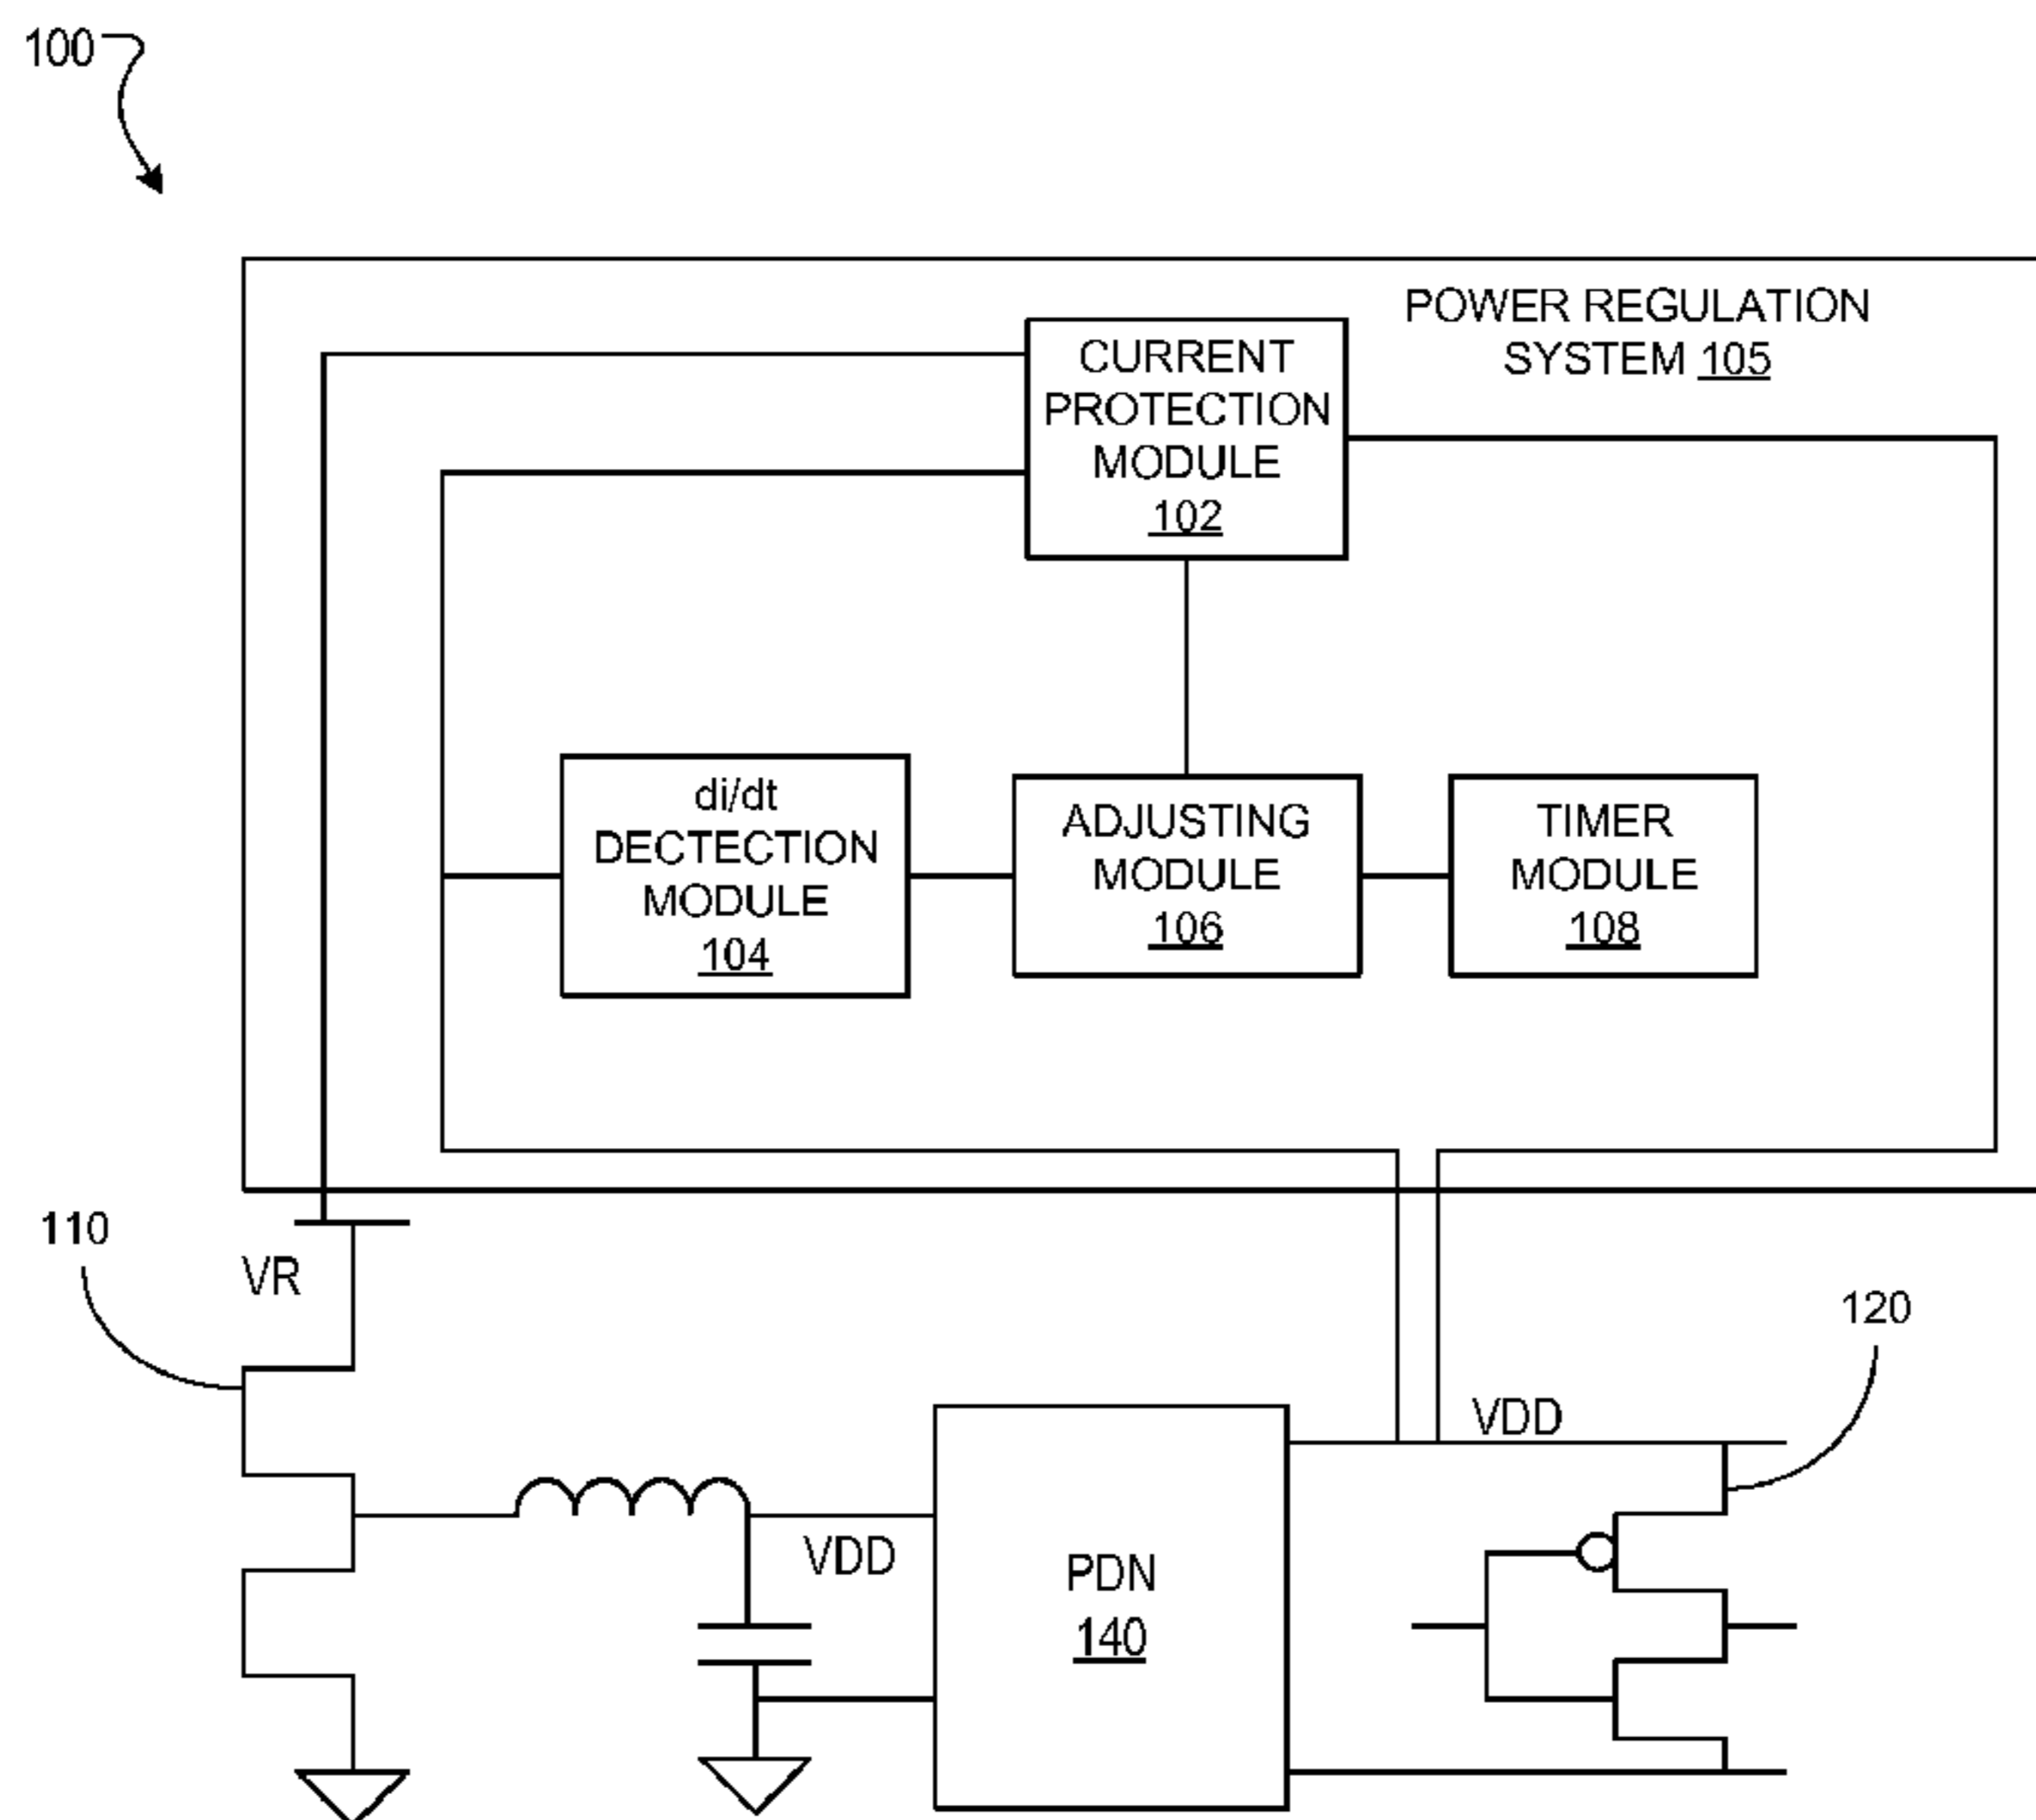 100
POWER REGULATION
SYSTEM 105
CURRENT
PROTECTION
MODULE
102
di/dt
DECTECTION
MODULE
104
ADJUSTING
MODULE
106
TIMER
MODULE
108
110
VR
120
VDD
VDD
PDN
140